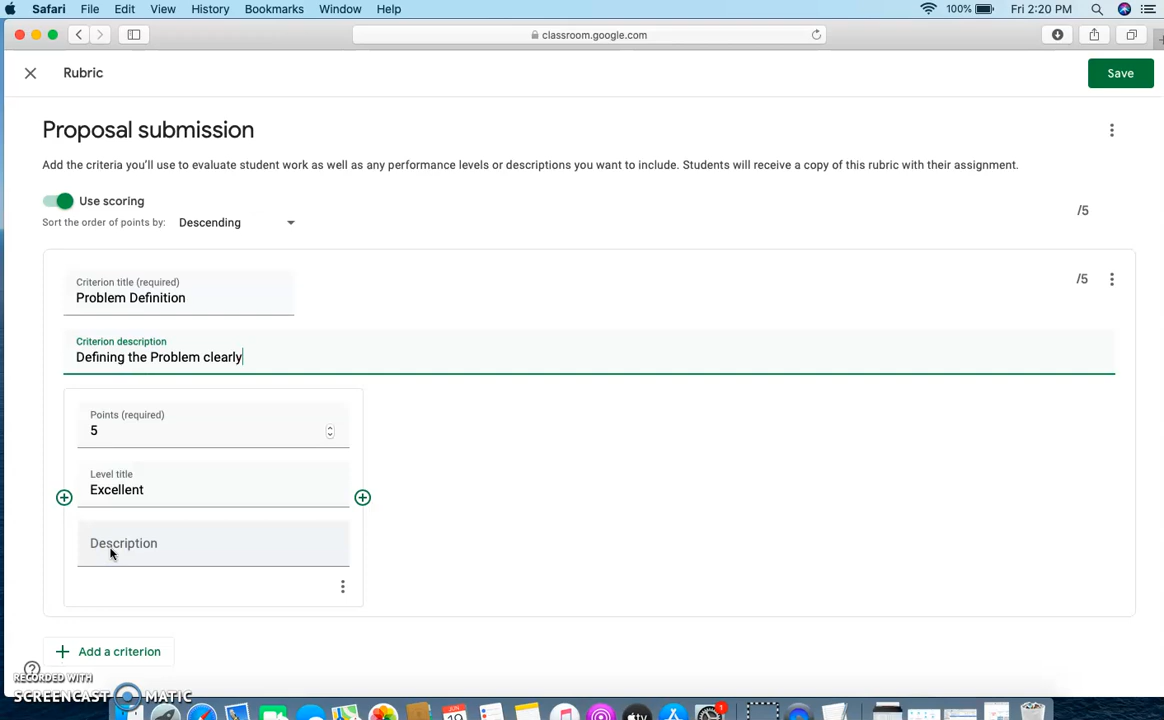 Safari File Edit View History Bookmarks Window Help 100% Fri 2:20 PM
classroom.google.com
Rubric Save
Proposal submission
Add the criteria you'll use to evaluate student work as well as any performance levels or descriptions you want to include. Students will receive a copy of this rubric with their assignment.
Use scoring
Sort the order of points by: Descending /5
Criterion title (required) /5
Problem Definition
Criterion description
Defining the Problem clearly
Points (required)
5
Level title
Excellent
Description
+ Add a criterion
RECORDED WITH
SCREENCAST MATIC
JUN
19
tv
1